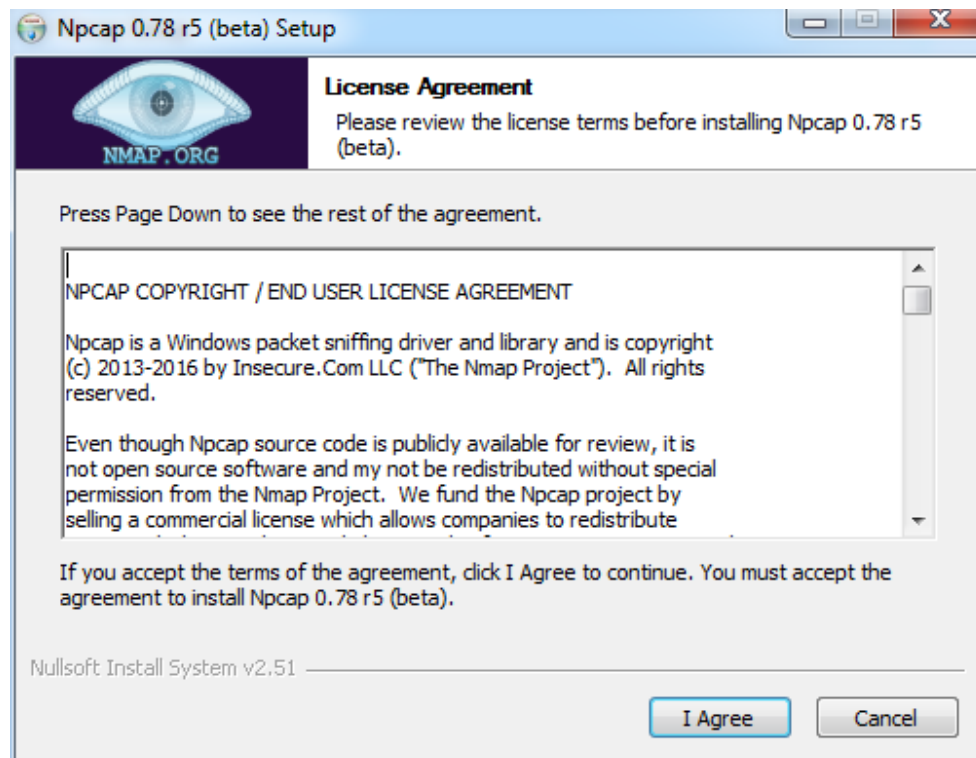 Npcap 0.78 r5 (beta) Setup
NMAP.ORG
License Agreement
Please review the license terms before installing Npcap 0.78 r5
(beta).
Press Page Down to see the rest of the agreement.
NPCAP COPYRIGHT / END USER LICENSE AGREEMENT
Npcap is a Windows packet sniffing driver and library and is copyright
(c) 2013-2016 by Insecure.Com LLC ("The Nmap Project").  All rights
reserved.
Even though Npcap source code is publicly available for review, it is
not open source software and my not be redistributed without special
permission from the Nmap Project.  We fund the Npcap project by
selling a commercial license which allows companies to redistribute
If you accept the terms of the agreement, click I Agree to continue. You must accept the
agreement to install Npcap 0.78 r5 (beta).
Nullsoft Install System v2.51
I Agree
Cancel